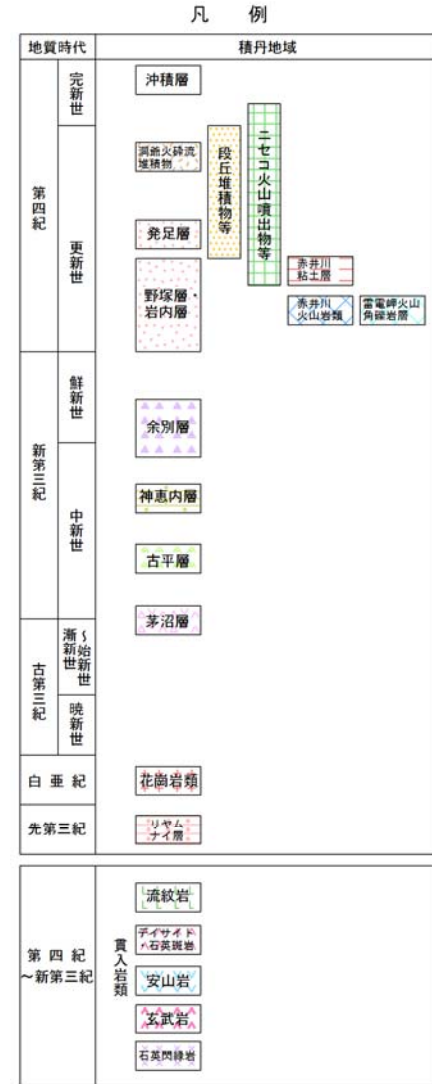 凡 例
地質時代 積丹地域
第四紀
完新世
沖積層
更新世
洞爺火砕流
堆積物
段丘堆積物等
ニセコ火山噴出物等
発足層
野塚層・
岩内層
赤井川
粘土層
赤井川
火山岩類
雷電岬火山
角礫岩層
新第三紀
鮮新世
余別層
中新世
神恵内層
古平層
茅沼層
古第三紀
漸新世
～始新世
暁新世
白亜紀
花崗岩類
先第三紀
リヤム
ナイ層
第四紀
～新第三紀
貫入岩類
流紋岩
デイサイト
・石英斑岩
安山岩
玄武岩
石英閃緑岩